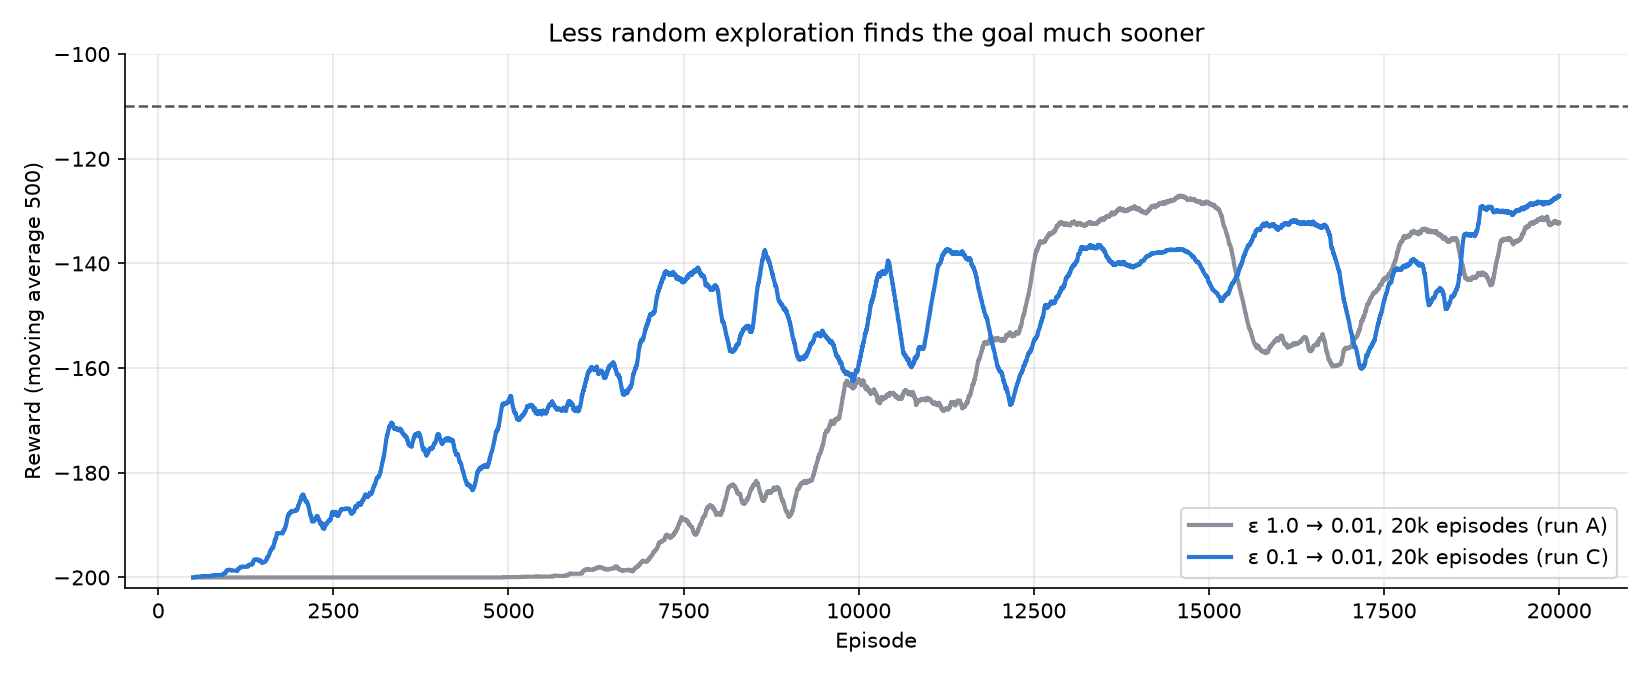 Less random exploration finds the goal much sooner
Reward (moving average 500)
−100
−120
−140
−160
−180
−200
0 2500 5000 7500 10000 12500 15000 17500 20000
Episode
ε 1.0 → 0.01, 20k episodes (run A)
ε 0.1 → 0.01, 20k episodes (run C)